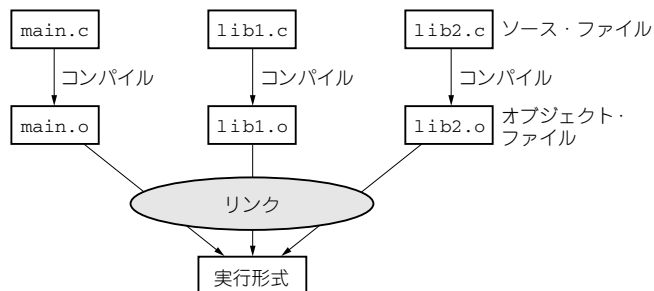 main.c
lib1.c
lib2.c
ソース・ファイル
コンパイル
コンパイル
コンパイル
main.o
lib1.o
lib2.o
オブジェクト・
ファイル
リンク
実行形式